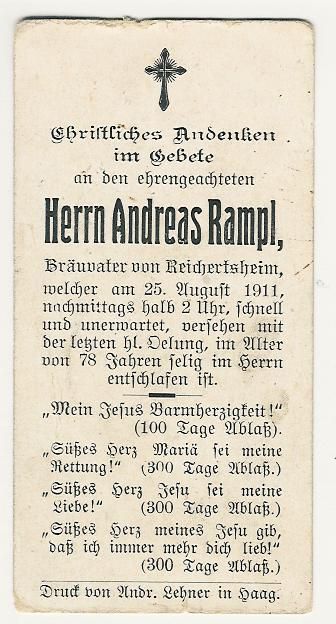 Christliches Andenken
im Gebete
an den ehrengeachteten
Herrn Andreas Rampl,
Bräuvater von Reichertsheim,
welcher am 25. August 1911,
nachmittags halb 2 Uhr, schnell
und unerwartet, versehen mit
der letzten hl. Oelung, im Alter
von 78 Jahren selig im Herrn
entschlafen ist.
„Mein Jesus Barmherzigkeit!"
(100 Tage Ablaß).
„Süßes Herz Mariä sei meine
Rettung!" (300 Tage Ablaß.)
„Süßes Herz Jesu sei meine
Liebe!" (300 Tage Ablaß.)
„Süßes Herz meines Jesu gib,
daß ich immer mehr dich lieb!"
(300 Tage Ablaß.)
Druck von Andr. Lehner in Haag.